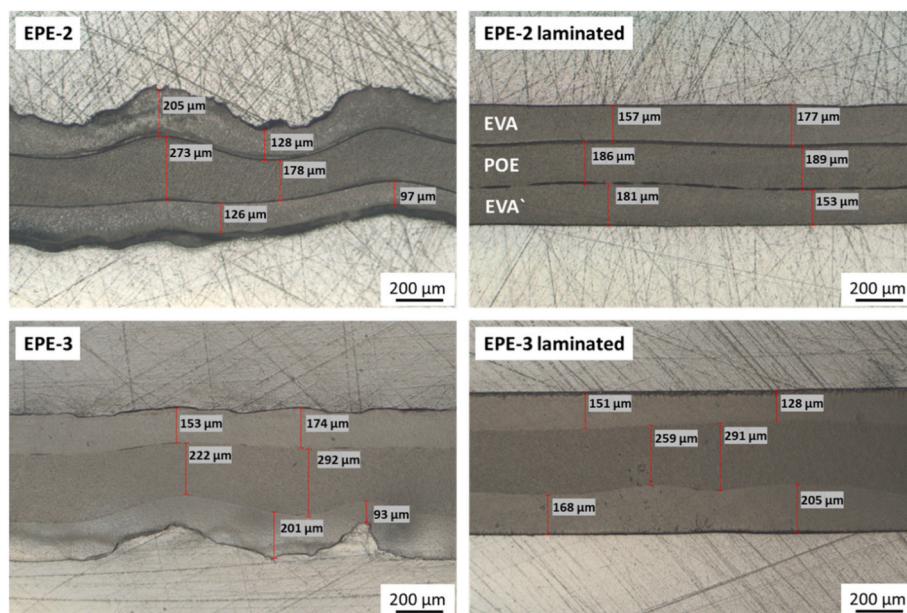 EPE-2
205 µm
128 µm
273 µm
178 µm
97 µm
126 µm
200 µm
EPE-2 laminated
EVA
157 µm
177 µm
POE
186 µm
189 µm
EVA`
181 µm
153 µm
200 µm
EPE-3
153 µm
174 µm
222 µm
292 µm
93 µm
201 µm
200 µm
EPE-3 laminated
151 µm
128 µm
259 µm
291 µm
168 µm
205 µm
200 µm